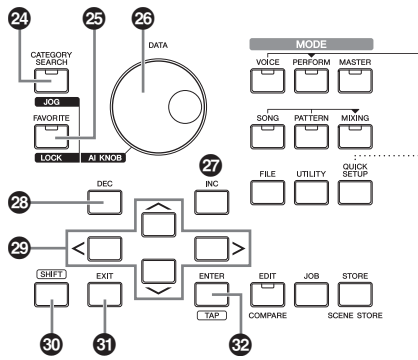 24 25 26
MODE
DATA
CATEGORY
SEARCH
VOICE PERFORM MASTER
JOG
FAVORITE
SONG PATTERN MIXING
LOCK AI KNOB
27
FILE UTILITY QUICK
SETUP
28 DEC INC
29 < >
SHIFT EXIT ENTER EDIT JOB STORE
TAP COMPARE SCENE STORE
30 31 32